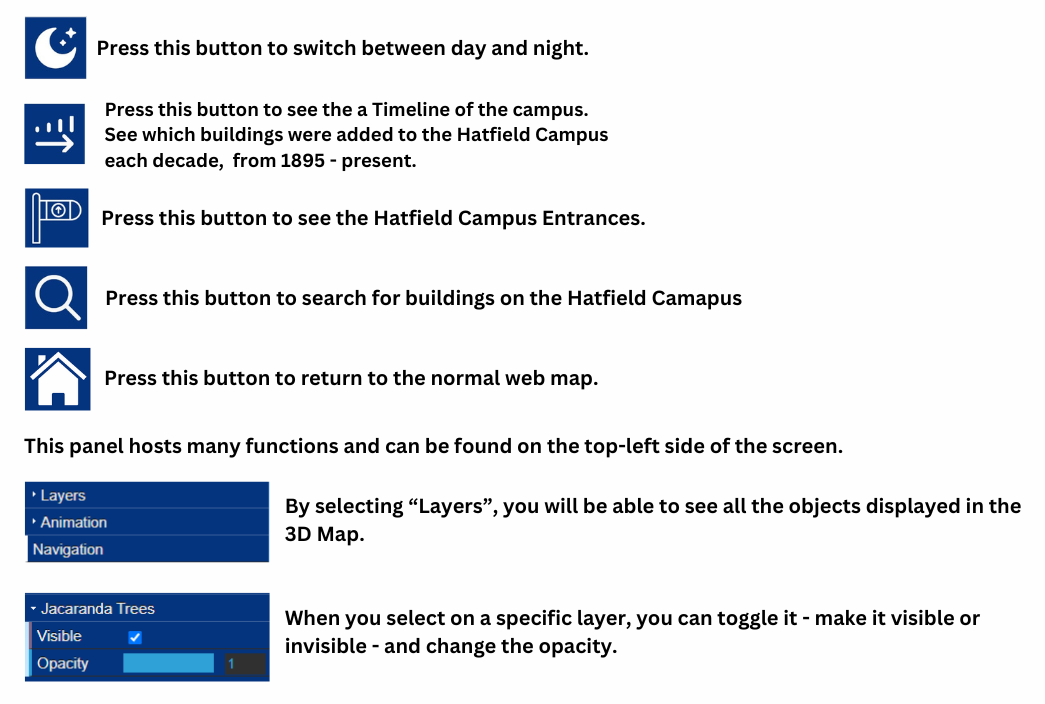 Press this button to switch between day and night.
Press this button to see the a Timeline of the campus.
See which buildings were added to the Hatfield Campus
each decade,  from 1895 - present.
Press this button to see the Hatfield Campus Entrances.
Press this button to search for buildings on the Hatfield Camapus
Press this button to return to the normal web map.
This panel hosts many functions and can be found on the top-left side of the screen.
Layers
Animation
Navigation
By selecting “Layers”, you will be able to see all the objects displayed in the
3D Map.
Jacaranda Trees
Visible
Opacity 1
When you select on a specific layer, you can toggle it - make it visible or
invisible - and change the opacity.